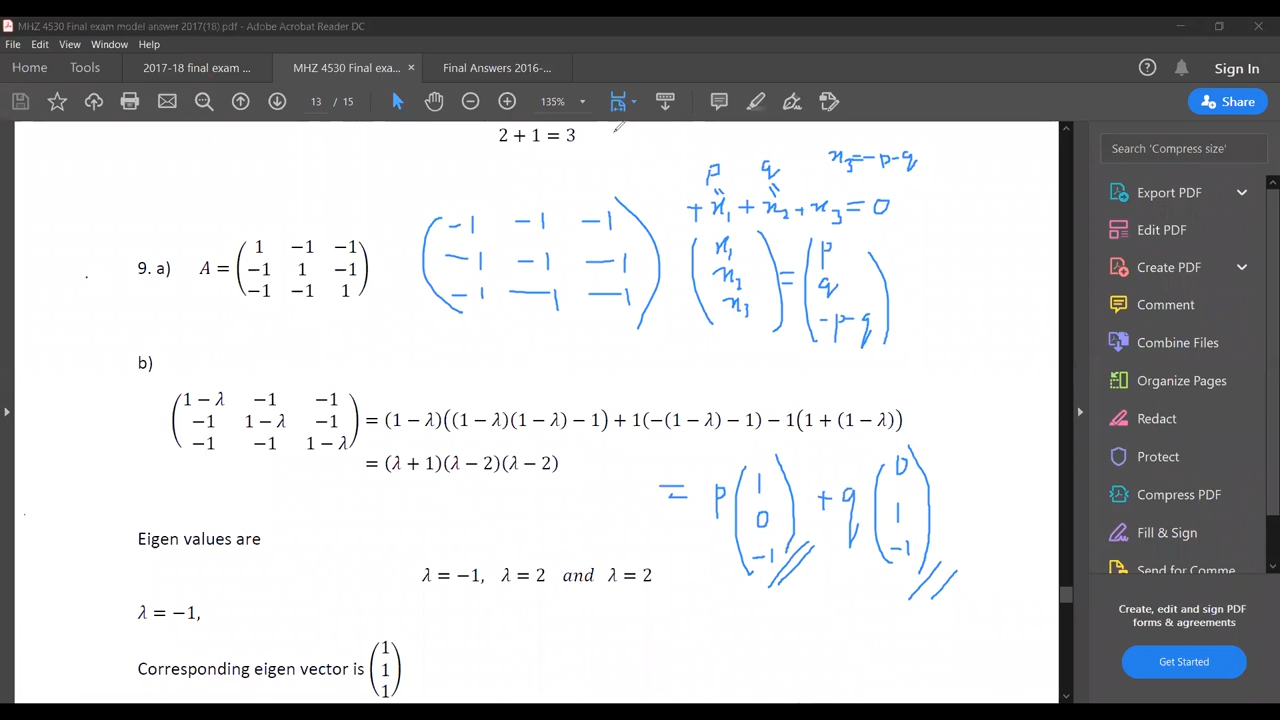 MHZ 4530 Final exam model answer 2017(18).pdf - Adobe Acrobat Reader DC
File Edit View Window Help
Home Tools 2017-18 final exam ... MHZ 4530 Final exa... × Final Answers 2016-... Sign In
13 / 15 135% Share
2 + 1 = 3
Search 'Compress size'
Export PDF
Edit PDF
Create PDF
Comment
Combine Files
Organize Pages
Redact
Protect
Compress PDF
Fill & Sign
Send for Comme
Create, edit and sign PDF
forms & agreements
Get Started
p q x₃=-p-q
+x₁+x₂+x₃=0
9. a) A = (1 −1 −1
−1 1 −1
−1 −1 1)
(-1 -1 -1
-1 -1 -1
-1 -1 -1)
(x₁
x₂
x₃) = (p
q
-p-q)
b)
(1−λ −1 −1
−1 1−λ −1
−1 −1 1−λ) = (1−λ)((1−λ)(1−λ)−1)+1(−(1−λ)−1)−1(1+(1−λ))
= (λ+1)(λ−2)(λ−2)
= p(1
0
-1) + q(0
1
-1)
Eigen values are
λ = −1, λ = 2 and λ = 2
λ = −1,
Corresponding eigen vector is (1
1
1)